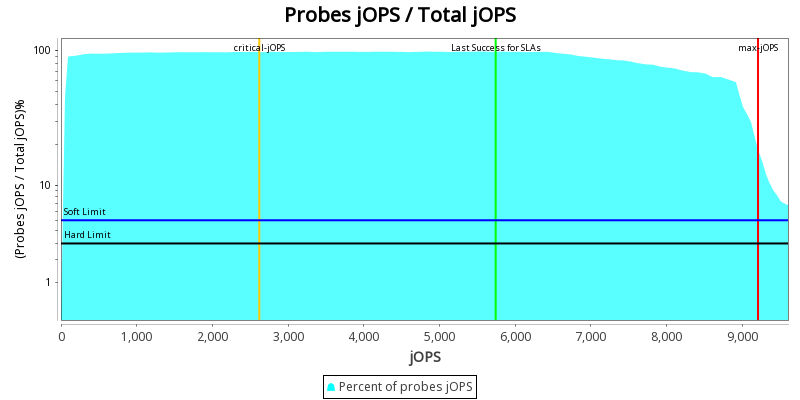 Probes jOPS / Total jOPS
(Probes jOPS / Total jOPS)%
100
10
1
critical-jOPS
Last Success for SLAs
max-jOPS
Soft Limit
Hard Limit
0
1,000
2,000
3,000
4,000
5,000
6,000
7,000
8,000
9,000
jOPS
Percent of probes jOPS